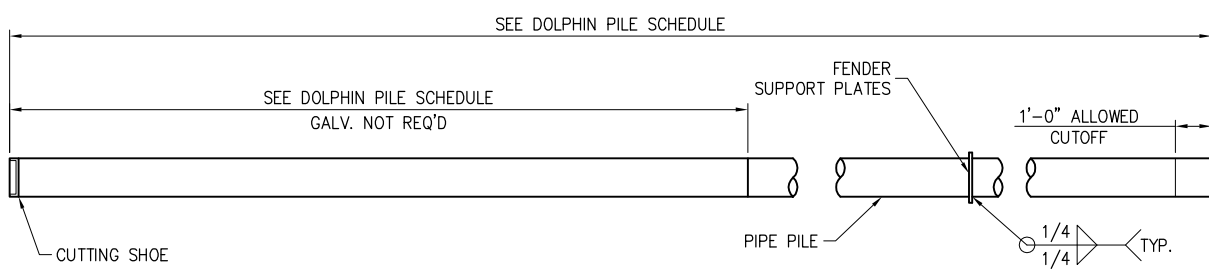 SEE DOLPHIN PILE SCHEDULE
FENDER
SUPPORT PLATES
SEE DOLPHIN PILE SCHEDULE
GALV. NOT REQ'D
1'-0" ALLOWED
CUTOFF
CUTTING SHOE
PIPE PILE
1/4
1/4
TYP.